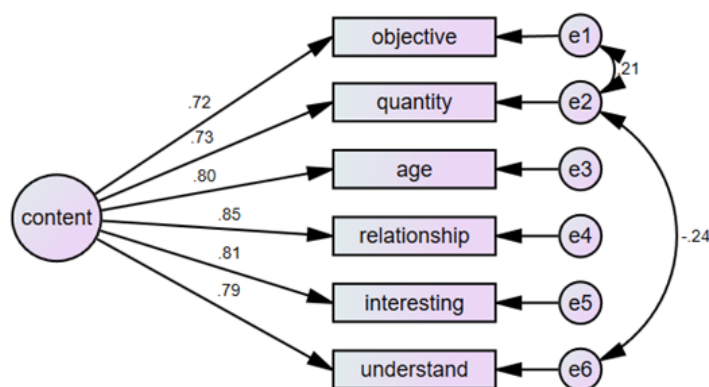 objective
e1
.21
.72
quantity
e2
.73
.80
age
e3
content
.85
relationship
e4
-.24
.81
interesting
e5
.79
understand
e6